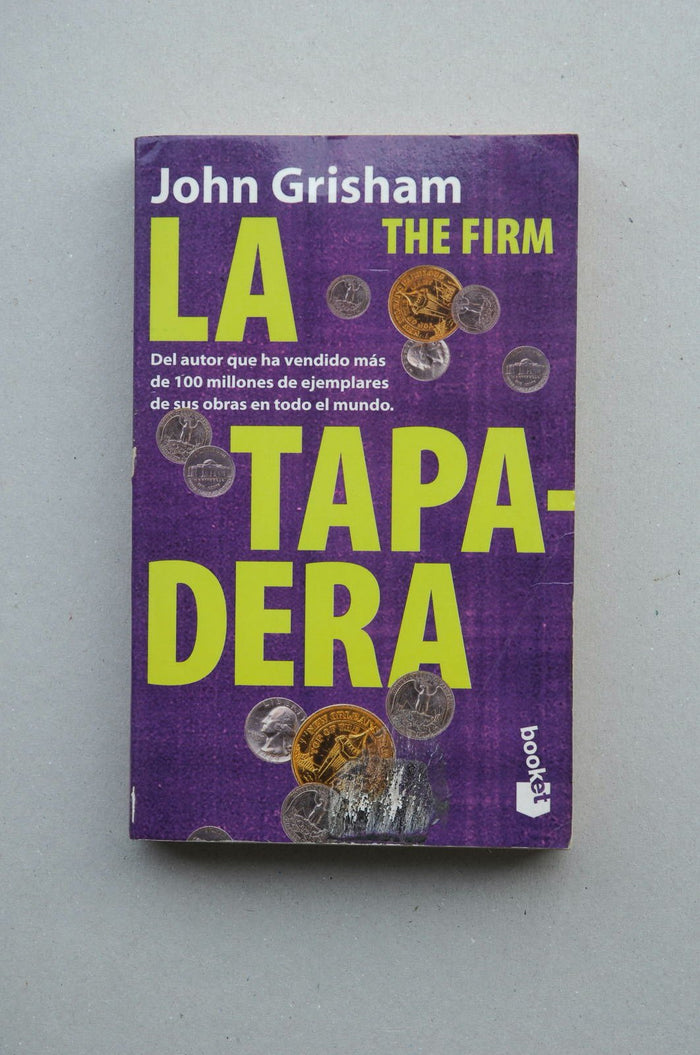 John Grisham
LA
THE FIRM
Del autor que ha vendido más
de 100 millones de ejemplares
de sus obras en todo el mundo.
TAPA-
DERA
booket